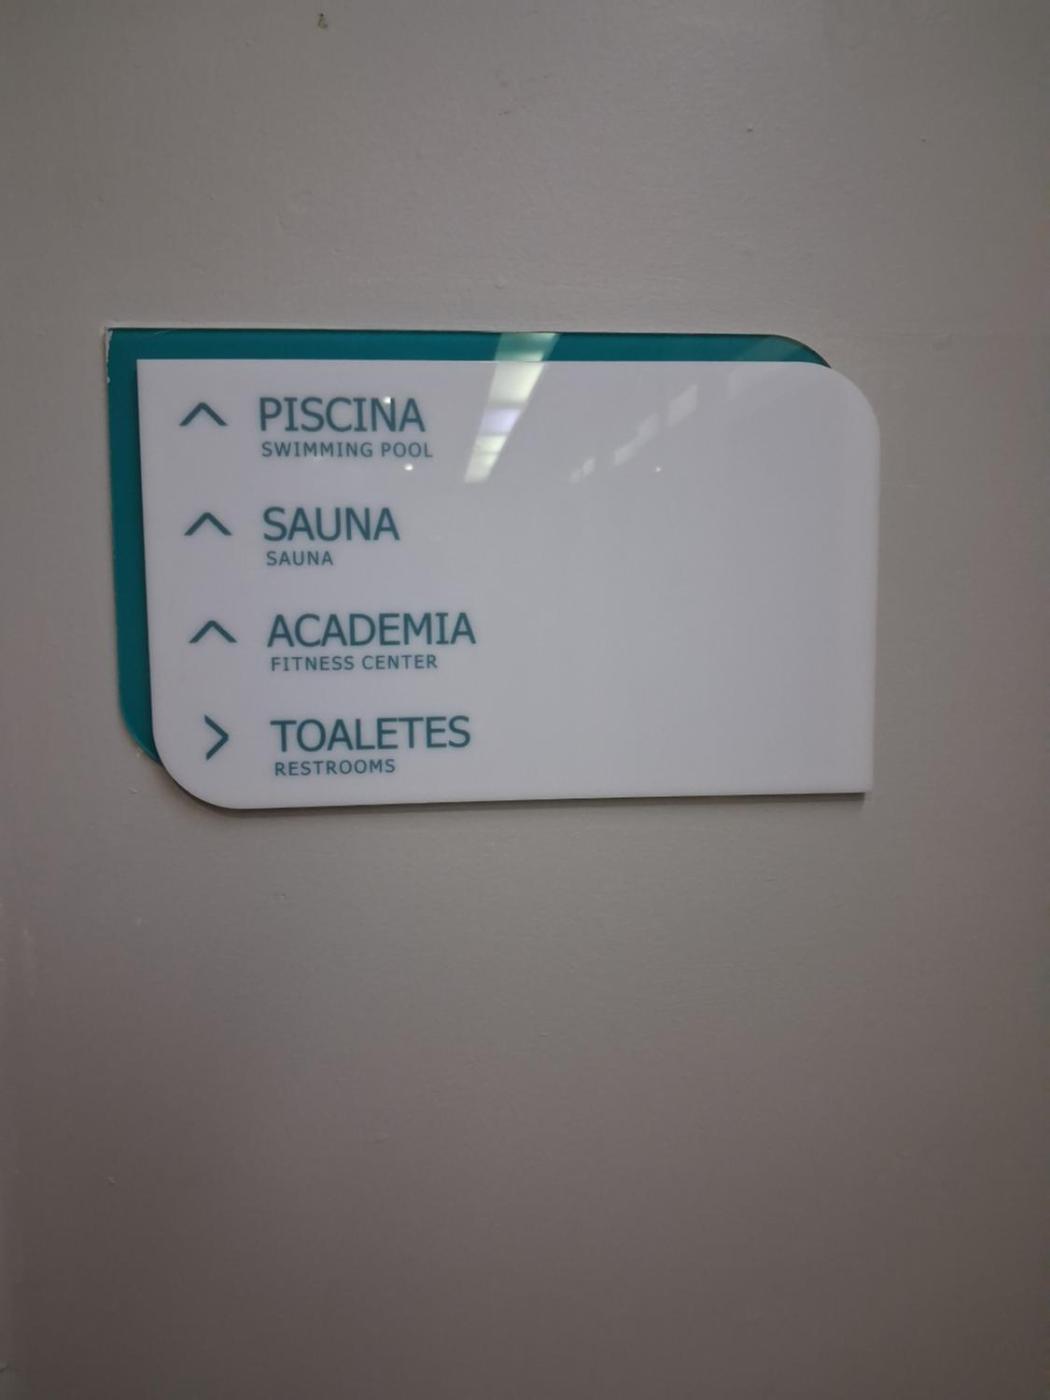 PISCINA
SWIMMING POOL
SAUNA
SAUNA
ACADEMIA
FITNESS CENTER
TOALETES
RESTROOMS